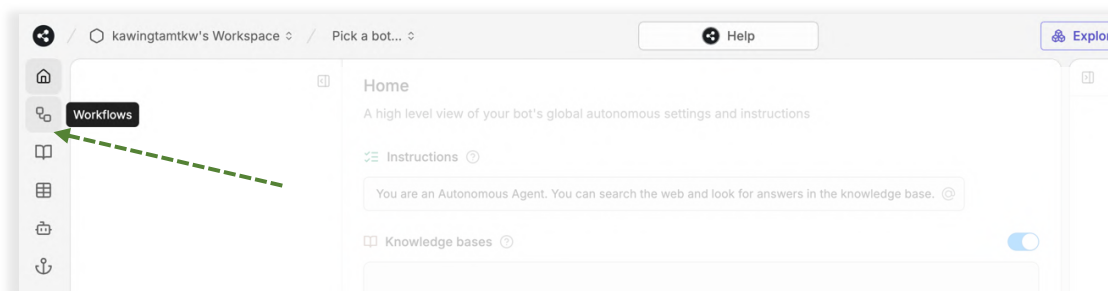 kawingtamtkw's Workspace
Pick a bot...
Help
Explor
Home
Workflows
A high level view of your bot's global autonomous settings and instructions
Instructions
You are an Autonomous Agent. You can search the web and look for answers in the knowledge base.
Knowledge bases